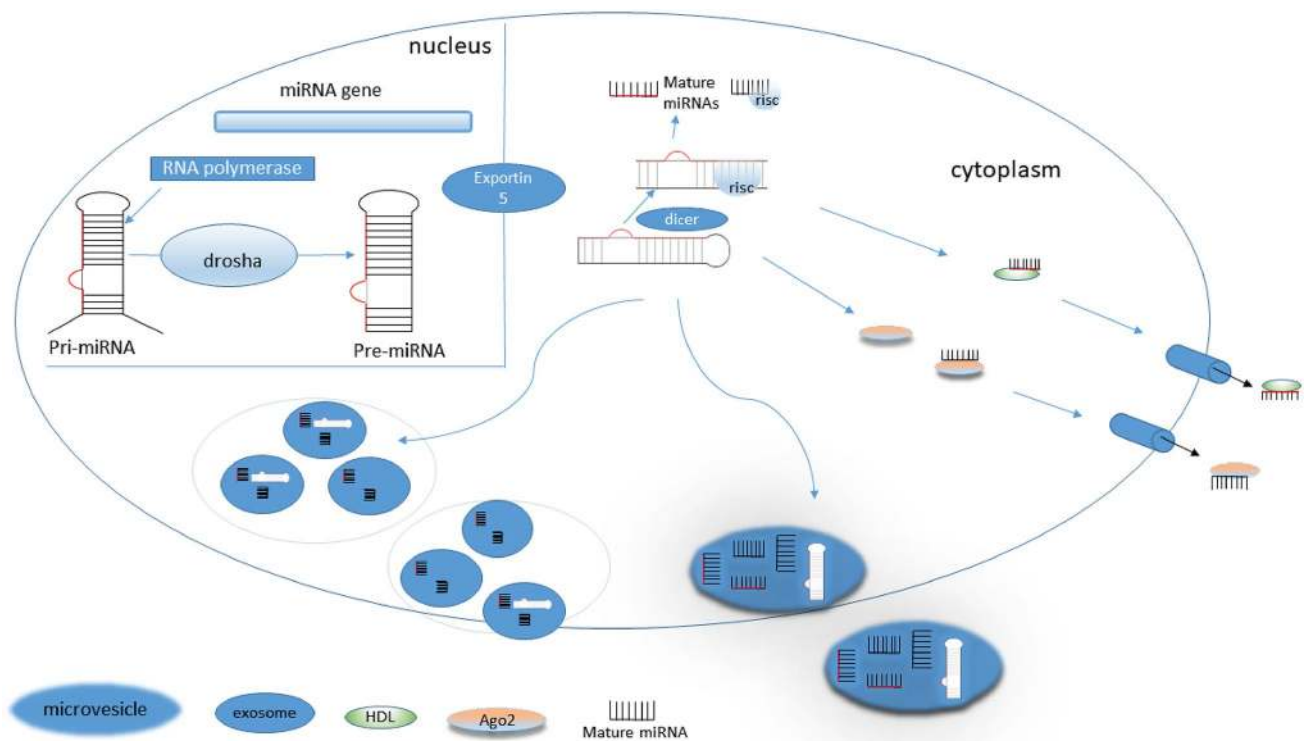 nucleus
miRNA gene
RNA polymerase
drosha
Pri-miRNA
Pre-miRNA
Exportin
5
Mature
miRNAs
risc
risc
dicer
cytoplasm
microvesicle
exosome
HDL
Ago2
Mature miRNA